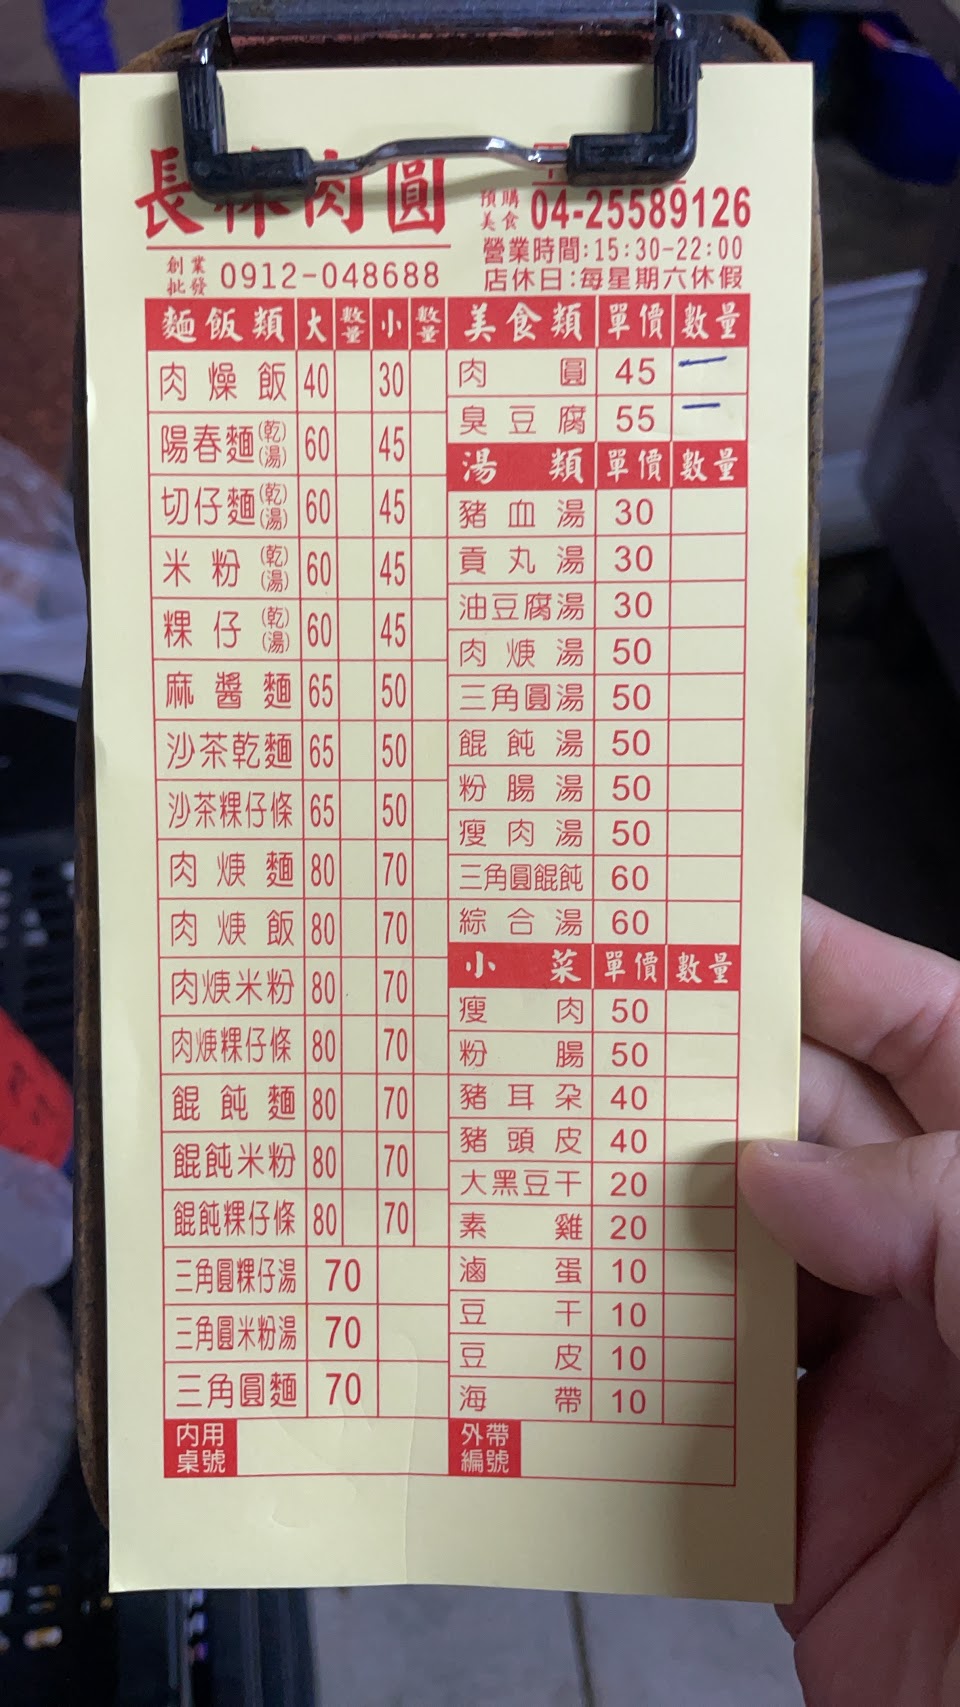 長 肉圓
預購美食 04-25589126
營業時間:15:30-22:00
創業批發 0912-048688
店休日:每星期六休假
麵飯類 大 數量 小 數量
肉燥飯 40 30
陽春麵(乾)(湯) 60 45
切仔麵(乾)(湯) 60 45
米粉(乾)(湯) 60 45
粿仔(乾)(湯) 60 45
麻醬麵 65 50
沙茶乾麵 65 50
沙茶粿仔條 65 50
肉焿麵 80 70
肉焿飯 80 70
肉焿米粉 80 70
肉焿粿仔條 80 70
餛飩麵 80 70
餛飩米粉 80 70
餛飩粿仔條 80 70
三角圓粿仔湯 70
三角圓米粉湯 70
三角圓麵 70
內用桌號
美食類 單價 數量
肉圓 45 一
臭豆腐 55 一
湯類 單價 數量
豬血湯 30
貢丸湯 30
油豆腐湯 30
肉焿湯 50
三角圓湯 50
餛飩湯 50
粉腸湯 50
瘦肉湯 50
三角圓餛飩 60
綜合湯 60
小菜 單價 數量
瘦肉 50
粉腸 50
豬耳朵 40
豬頭皮 40
大黑豆干 20
素雞 20
滷蛋 10
豆干 10
豆皮 10
海帶 10
外帶編號